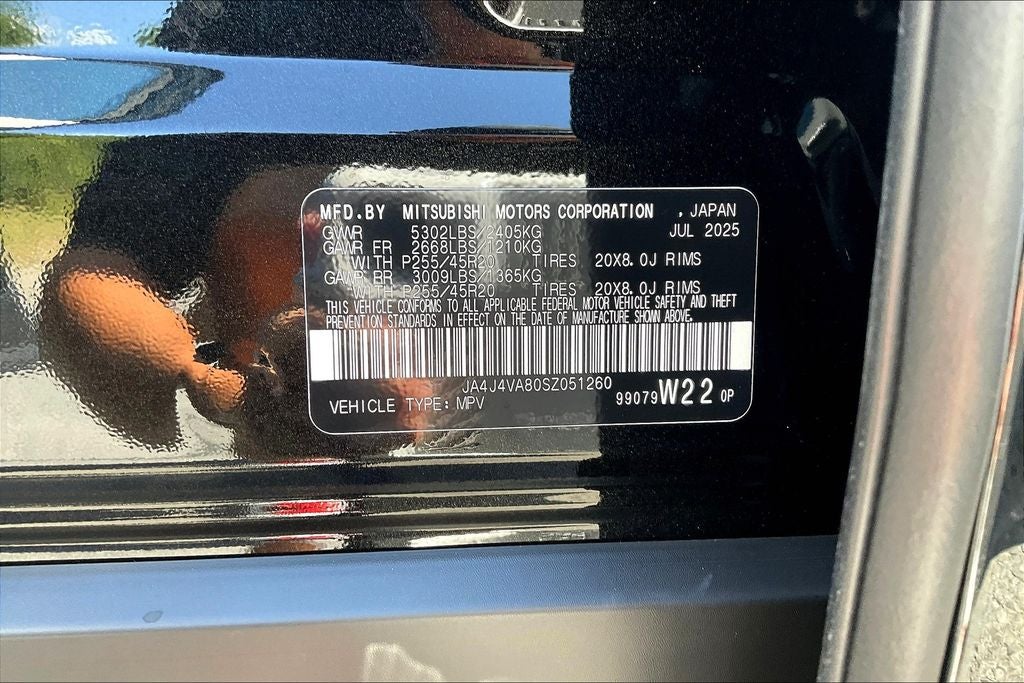 MFD.BY MITSUBISHI MOTORS CORPORATION , JAPAN
GVWR 5302LBS/2405KG JUL 2025
GAWR FR 2668LBS/1210KG
WITH P255/45R20 TIRES 20X8.0J RIMS
GAWR RR 3009LBS/1365KG
WITH P255/45R20 TIRES 20X8.0J RIMS
THIS VEHICLE CONFORMS TO ALL APPLICABLE FEDERAL MOTOR VEHICLE SAFETY AND THEFT
PREVENTION STANDARDS IN EFFECT ON THE DATE OF MANUFACTURE SHOWN ABOVE.
JA4J4VA80SZ051260
VEHICLE TYPE: MPV 99079 W22 0P